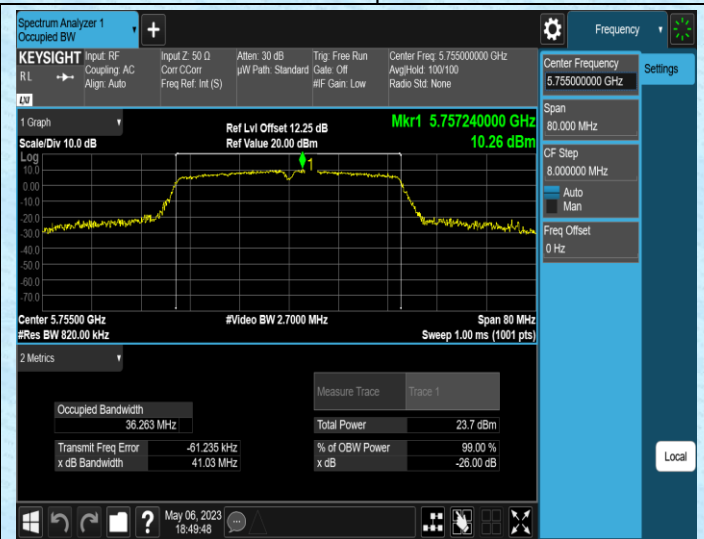 Spectrum Analyzer 1
Occupied BW
+
Frequency
KEYSIGHT
Input: RF
Coupling: AC
Align: Auto
Input Z: 50 Ω
Corr CCorr
Freq Ref: Int (S)
Atten: 30 dB
µW Path: Standard
Trig: Free Run
Gate: Off
#IF Gain: Low
Center Freq: 5.755000000 GHz
Avg|Hold: 100/100
Radio Std: None
RL
LXI
Center Frequency
5.755000000 GHz
Settings
Span
80.000 MHz
CF Step
8.000000 MHz
Auto
Man
Freq Offset
0 Hz
1 Graph
Scale/Div 10.0 dB
Ref Lvl Offset 12.25 dB
Ref Value 20.00 dBm
Mkr1 5.757240000 GHz
10.26 dBm
Log
10.0
0.00
-10.0
-20.0
-30.0
-40.0
-50.0
-60.0
-70.0
1
Center 5.75500 GHz
#Res BW 820.00 kHz
#Video BW 2.7000 MHz
Span 80 MHz
Sweep 1.00 ms (1001 pts)
2 Metrics
Measure Trace Trace 1
Occupied Bandwidth
36.263 MHz
Total Power 23.7 dBm
Transmit Freq Error -61.235 kHz
% of OBW Power 99.00 %
x dB Bandwidth 41.03 MHz
x dB -26.00 dB
Local
?
May 06, 2023
18:49:48